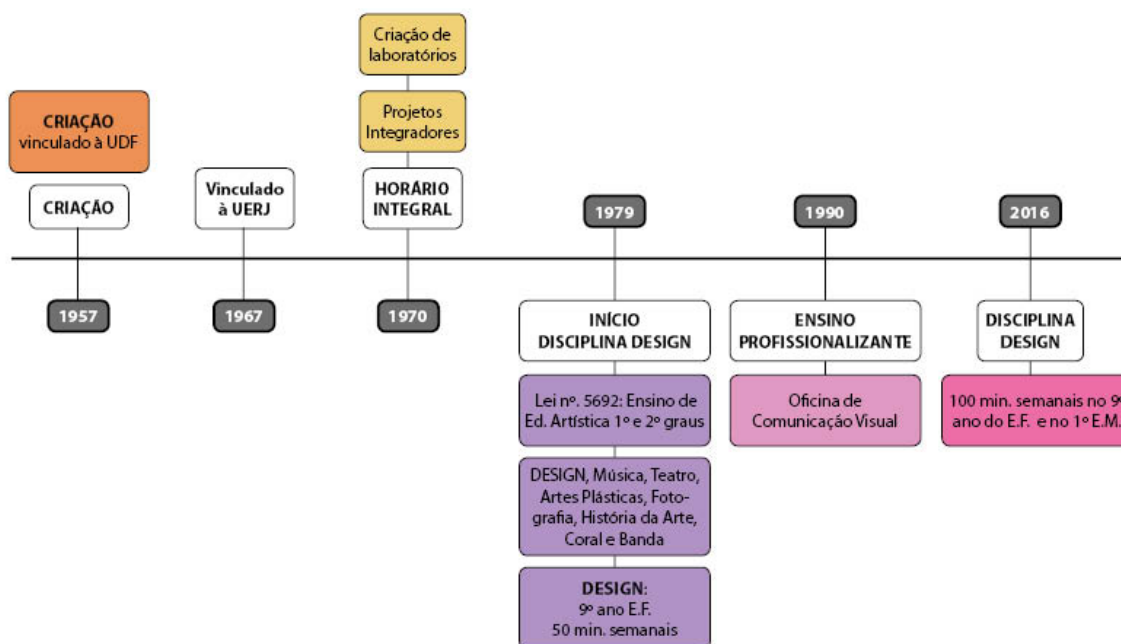 Criação de
laboratórios
Projetos
Integradores
CRIAÇÃO
vinculado à UDF
CRIAÇÃO
Vinculado
à UERJ
HORÁRIO
INTEGRAL
1957
1967
1970
1979
1990
2016
INÍCIO
DISCIPLINA DESIGN
Lei nº. 5692: Ensino de
Ed. Artística 1º e 2º graus
DESIGN, Música, Teatro,
Artes Plásticas, Foto-
grafia, História da Arte,
Coral e Banda
DESIGN:
9º ano E.F.
50 min. semanais
ENSINO
PROFISSIONALIZANTE
Oficina de
Comunicação Visual
DISCIPLINA
DESIGN
100 min. semanais no 9º
ano do E.F. e no 1º E.M.